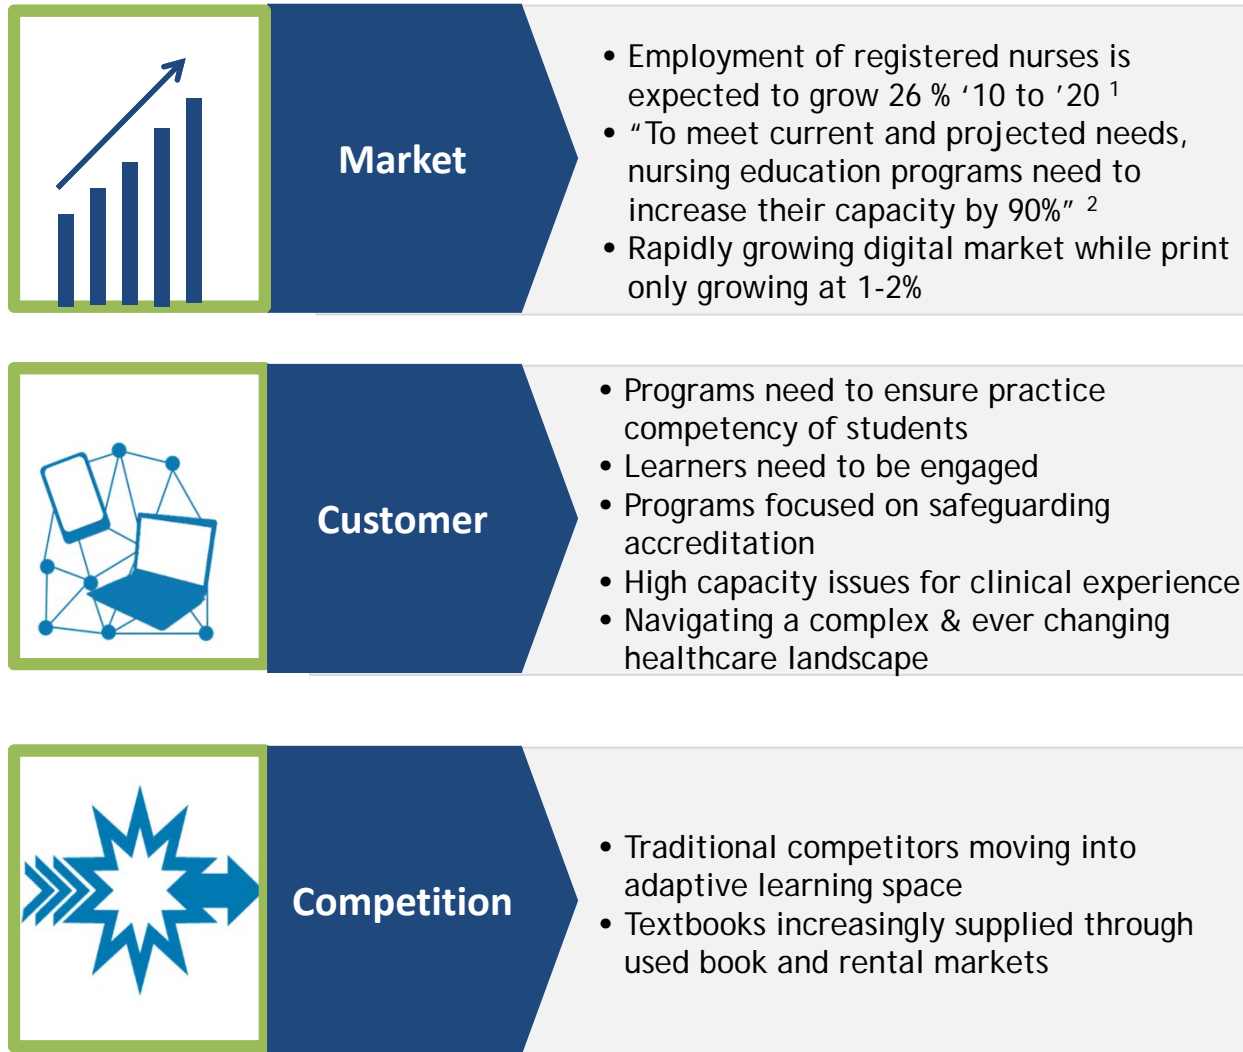 Market
• Employment of registered nurses is
expected to grow 26 % ‘10 to ’20 ¹
• “To meet current and projected needs,
nursing education programs need to
increase their capacity by 90%” ²
• Rapidly growing digital market while print
only growing at 1-2%
Customer
• Programs need to ensure practice
competency of students
• Learners need to be engaged
• Programs focused on safeguarding
accreditation
• High capacity issues for clinical experience
• Navigating a complex & ever changing
healthcare landscape
Competition
• Traditional competitors moving into
adaptive learning space
• Textbooks increasingly supplied through
used book and rental markets